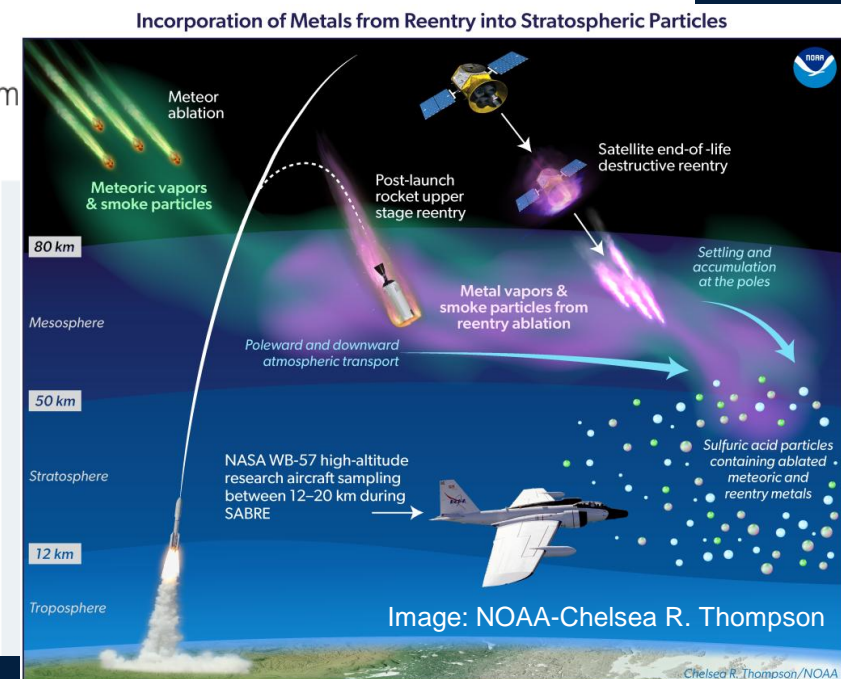 Incorporation of Metals from Reentry into Stratospheric Particles
m
NOAA
Meteor
ablation
Meteoric vapors
& smoke particles
Post-launch
rocket upper
stage reentry
Satellite end-of-life
destructive reentry
80 km
Mesosphere
Metal vapors &
smoke particles from
reentry ablation
Settling and
accumulation
at the poles
Poleward and downward
atmospheric transport
50 km
Stratosphere
NASA WB-57 high-altitude
research aircraft sampling
between 12–20 km during
SABRE
Sulfuric acid particles
containing ablated
meteoric and
reentry metals
12 km
Troposphere
Image: NOAA-Chelsea R. Thompson
Chelsea R. Thompson/NOAA